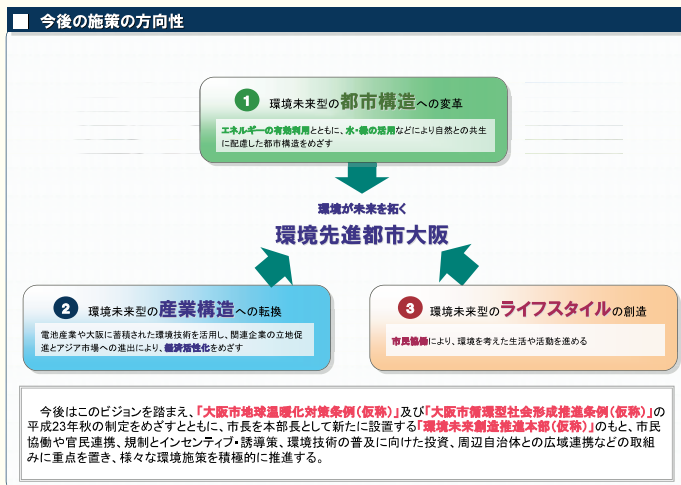 今後の施策の方向性
1 環境未来型の都市構造への変革
エネルギーの有効利用とともに、水・緑の活用などにより自然との共生
に配慮した都市構造をめざす
環境が未来を拓く
環境先進都市大阪
2 環境未来型の産業構造への転換
電池産業や大阪に蓄積された環境技術を活用し、関連企業の立地促
進とアジア市場への進出により、経済活性化をめざす
3 環境未来型のライフスタイルの創造
市民協働により、環境を考えた生活や活動を進める
今後はこのビジョンを踏まえ、「大阪市地球温暖化対策条例(仮称)」及び「大阪市循環型社会形成推進条例(仮称)」の
平成23年秋の制定をめざすとともに、市長を本部長として新たに設置する「環境未来創造推進本部(仮称)」のもと、市民
協働や官民連携、規制とインセンティブ・誘導策、環境技術の普及に向けた投資、周辺自治体との広域連携などの取組
みに重点を置き、様々な環境施策を積極的に推進する。